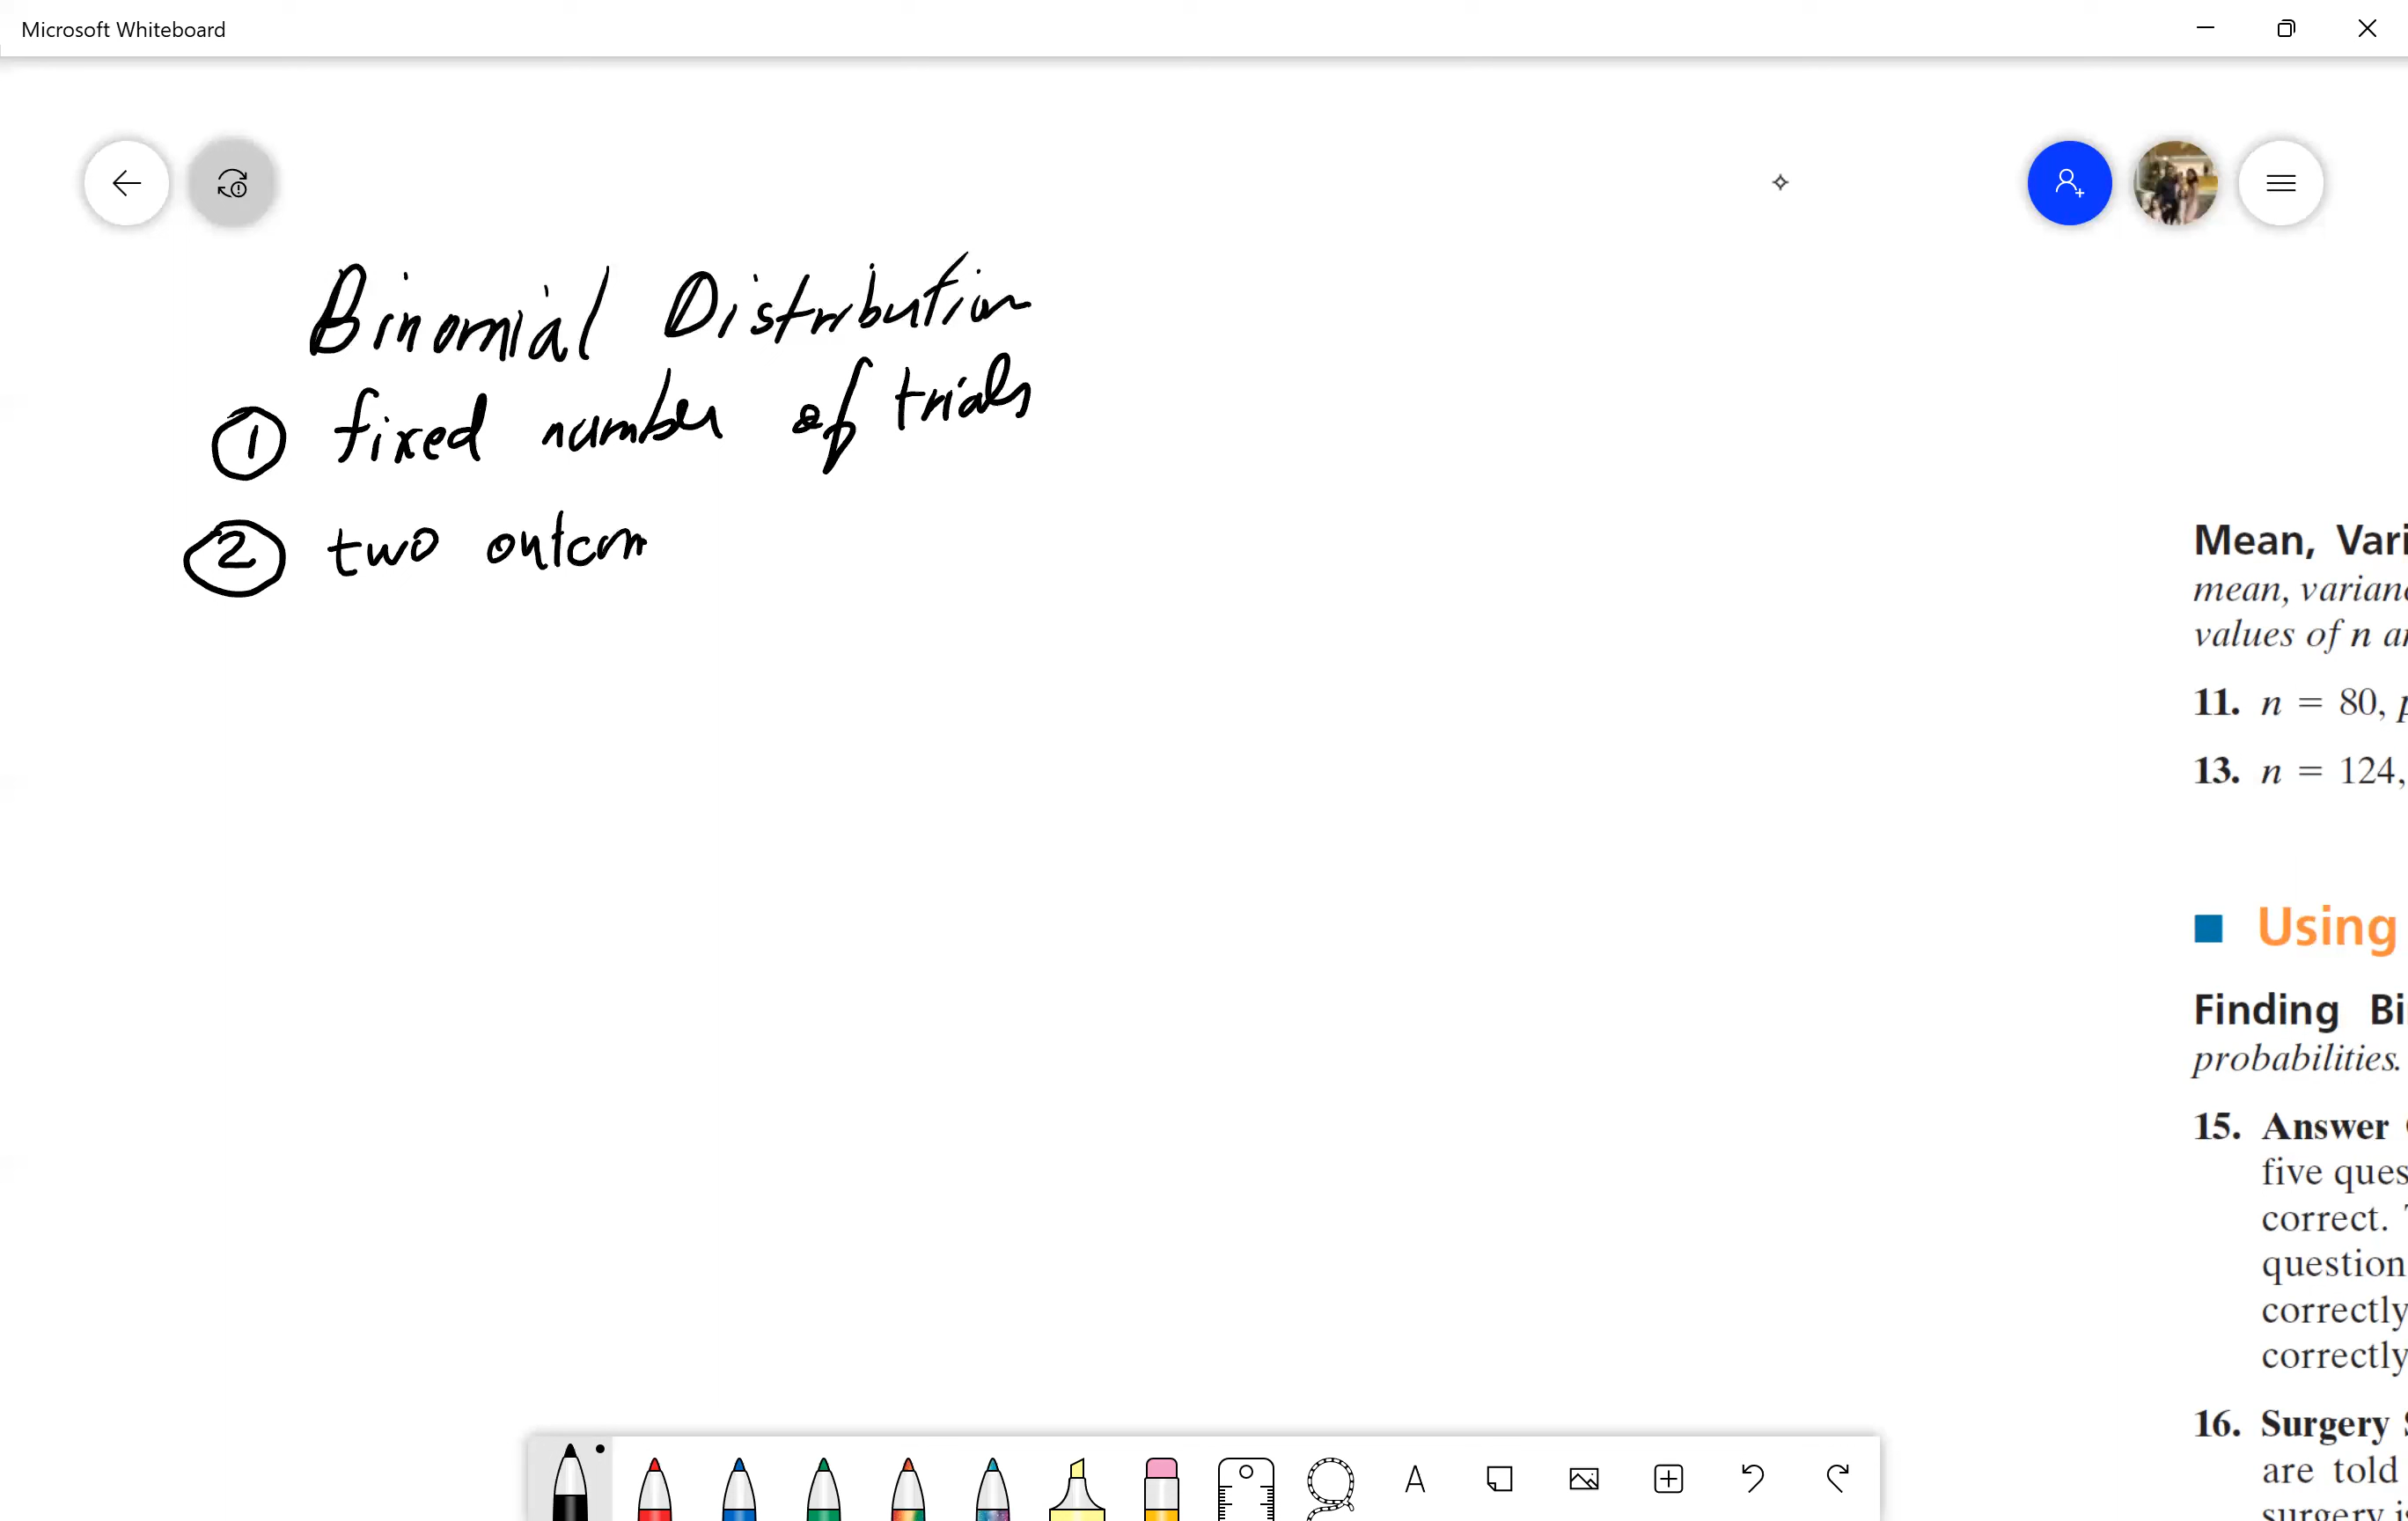 Microsoft Whiteboard
Binomial Distribution
① fixed number of trials
② two outcom
Mean, Vari
mean, varianc
values of n a
11. n = 80, p
13. n = 124,
Using
Finding Bi
probabilities.
15. Answer
five ques
correct.
question
correctly
correctly
16. Surgery S
are told
surgery i